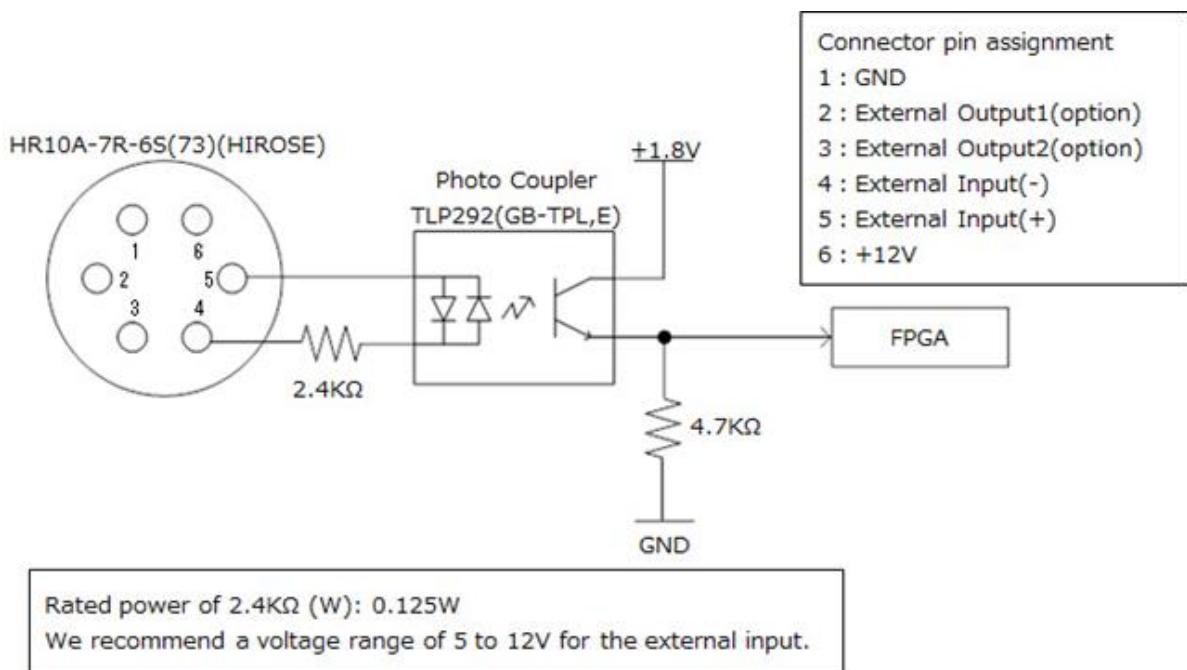 Connector pin assignment
1 : GND
2 : External Output1(option)
3 : External Output2(option)
4 : External Input(-)
5 : External Input(+)
6 : +12V
HR10A-7R-6S(73)(HIROSE)
1
6
2
5
3
4
2.4KΩ
Photo Coupler
TLP292(GB-TPL,E)
+1.8V
FPGA
4.7KΩ
GND
Rated power of 2.4KΩ (W): 0.125W
We recommend a voltage range of 5 to 12V for the external input.